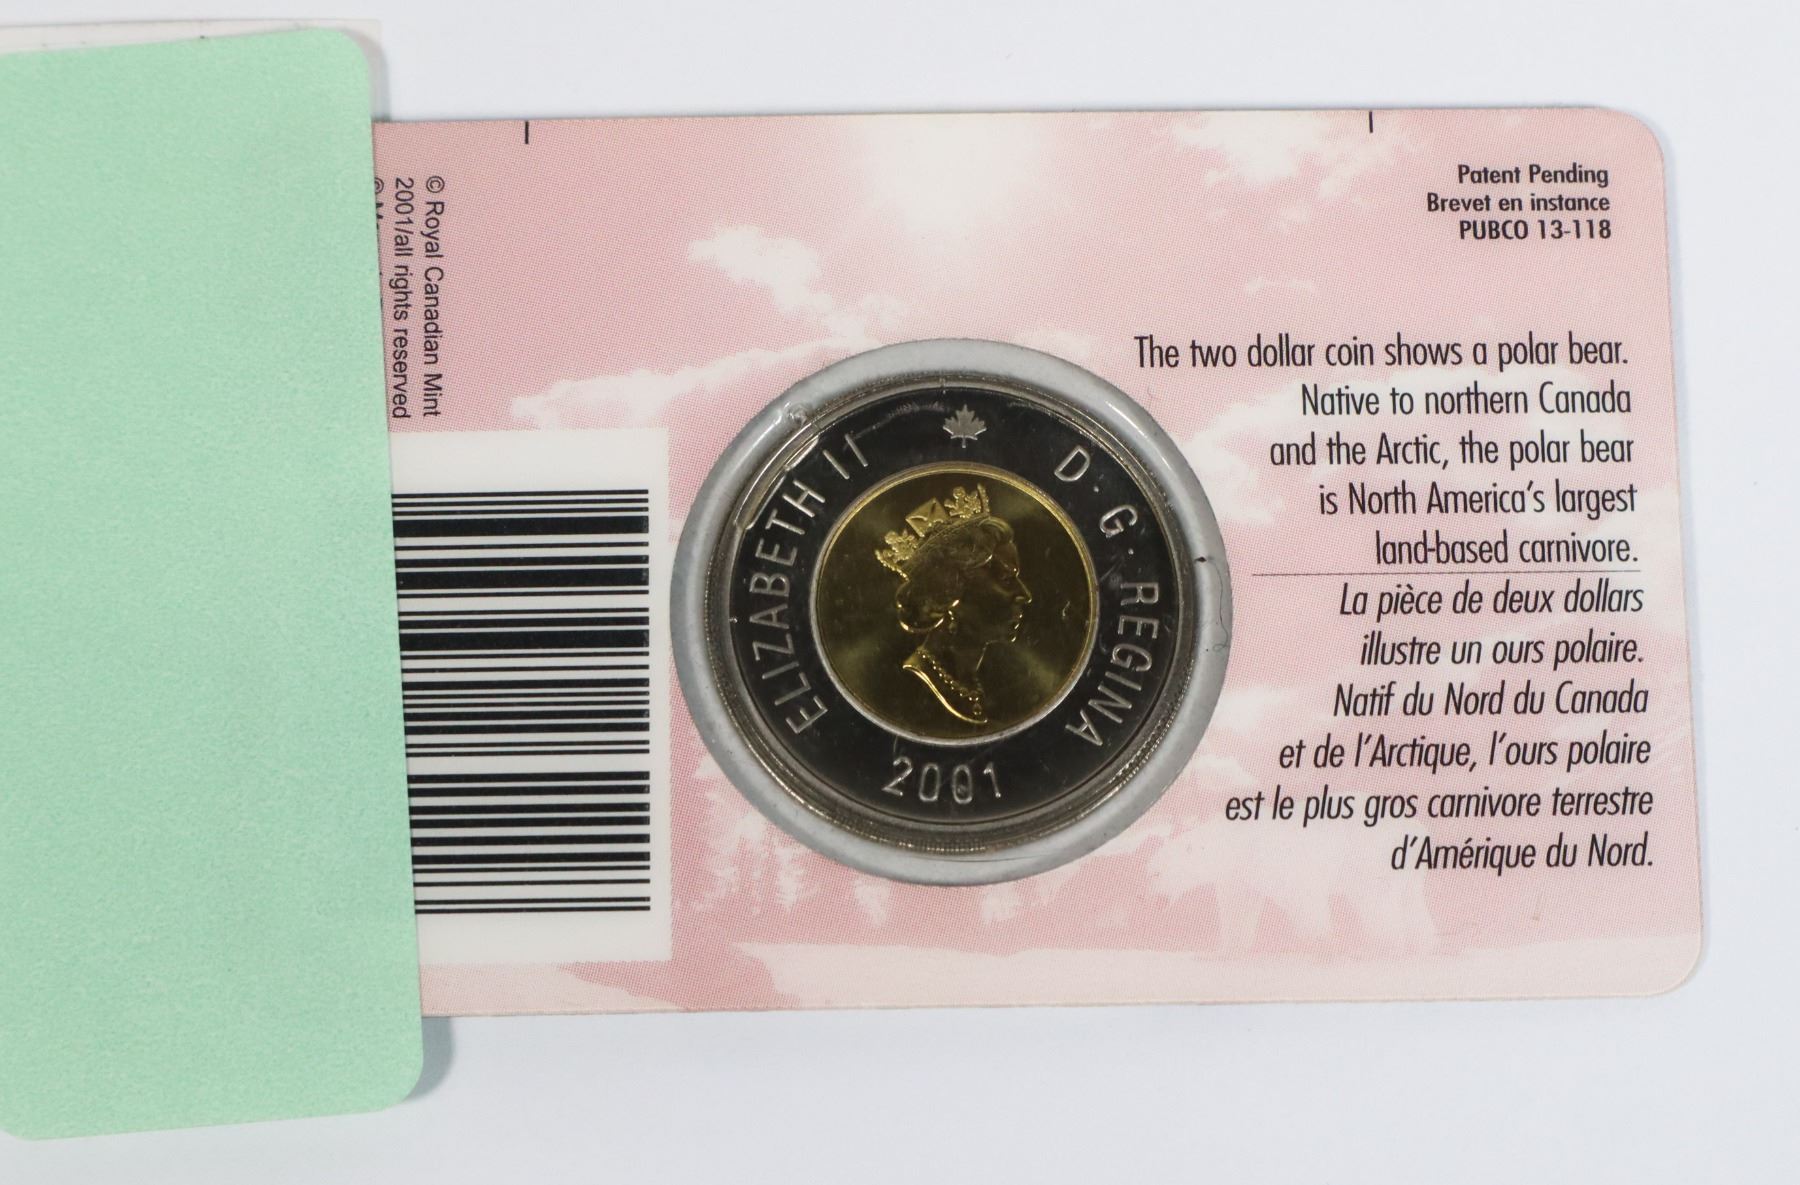 © Royal Canadian Mint
2001/all rights reserved
Patent Pending
Brevet en instance
PUBCO 13-118
The two dollar coin shows a polar bear.
Native to northern Canada
and the Arctic, the polar bear
is North America's largest
land-based carnivore.
La pièce de deux dollars
illustre un ours polaire.
Natif du Nord du Canada
et de l'Arctique, l'ours polaire
est le plus gros carnivore terrestre
d'Amérique du Nord.
ELIZABETH II D. G. REGINA
2001